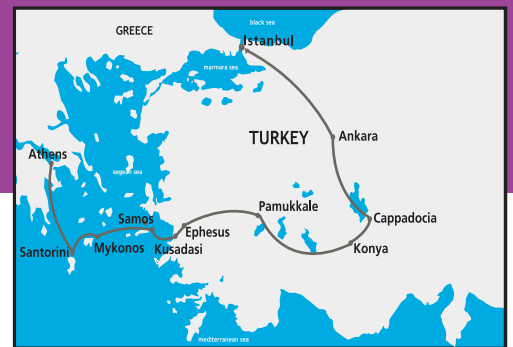 black sea
GREECE
Istanbul
marmara sea
TURKEY
Ankara
Athens
aegean sea
Pamukkale
Samos
Cappadocia
Ephesus
Santorini
Mykonos
Kusadasi
Konya
mediterranean sea